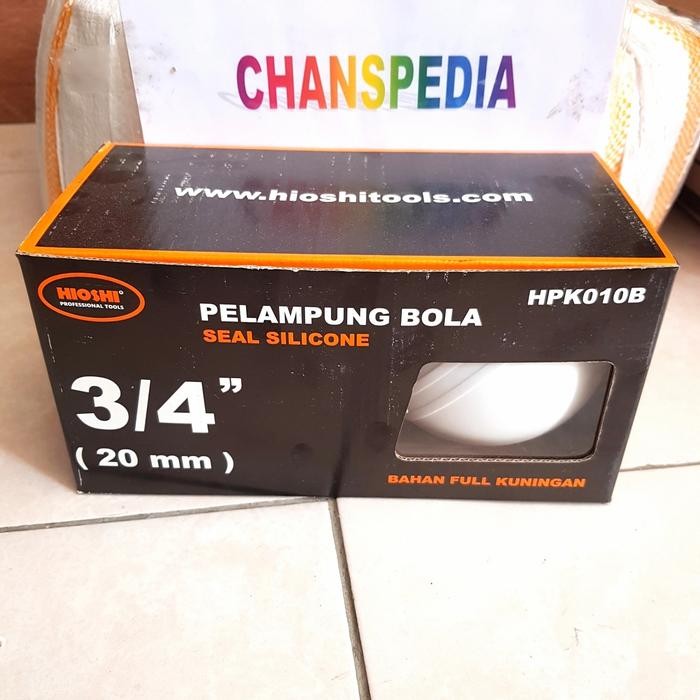 CHANSPEDIA
www.hioshitools.com
HIOSHI
PROFESSIONAL TOOLS
PELAMPUNG BOLA
HPK010B
SEAL SILICONE
3/4"
( 20 mm )
BAHAN FULL KUNINGAN